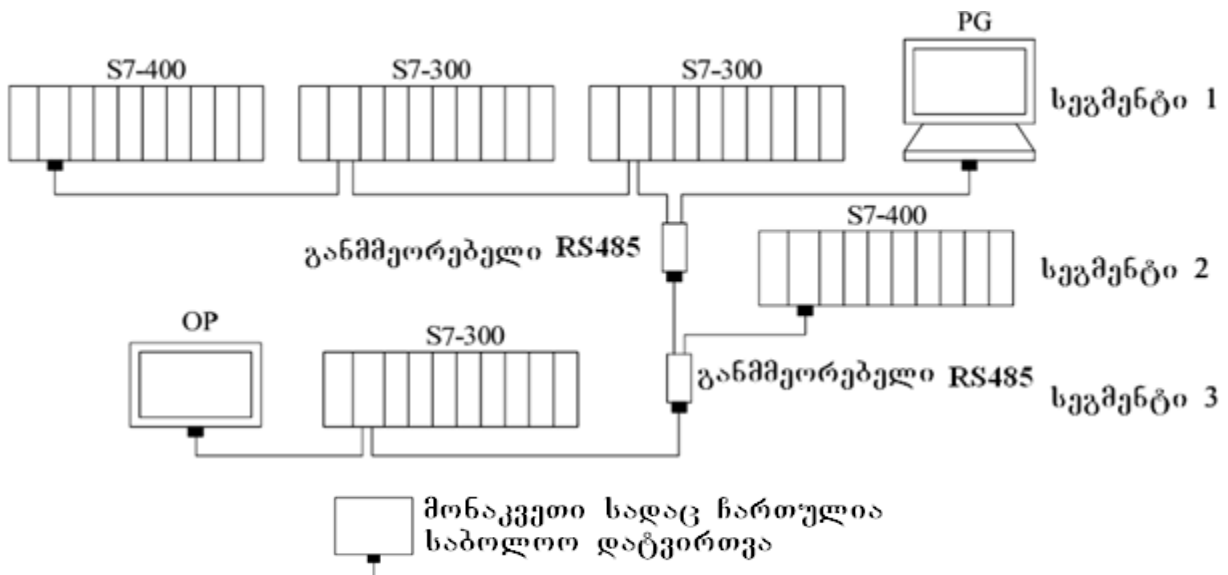 PG
S7-400
S7-300
S7-300
სეგმენტი 1
S7-400
განმმეორებელი RS485
სეგმენტი 2
OP
S7-300
განმმეორებელი RS485
სეგმენტი 3
მონაკვეთი სადაც ჩართულია
საბოლოო დატვირთვა